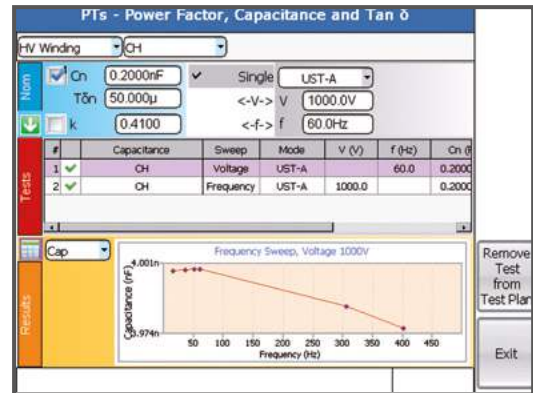 PTs - Power Factor, Capacitance and Tan δ
HV Winding CH
Nom
Cn 0.2000nF Single UST-A
Tδn 50.000µ <-V-> V 1000.0V
k 0.4100 <-f-> f 60.0Hz
Tests
# Capacitance Sweep Mode V (V) f (Hz) Cn (F
1 CH Voltage UST-A 60.0 0.2000
2 CH Frequency UST-A 1000.0 0.2000
Results
Cap
Frequency Sweep, Voltage 1000V
Capacitance (nF)
4.001n
3.974n
50 100 150 200 250 300 350 400 450
Frequency (Hz)
Remove
Test
from
Test Plan
Exit